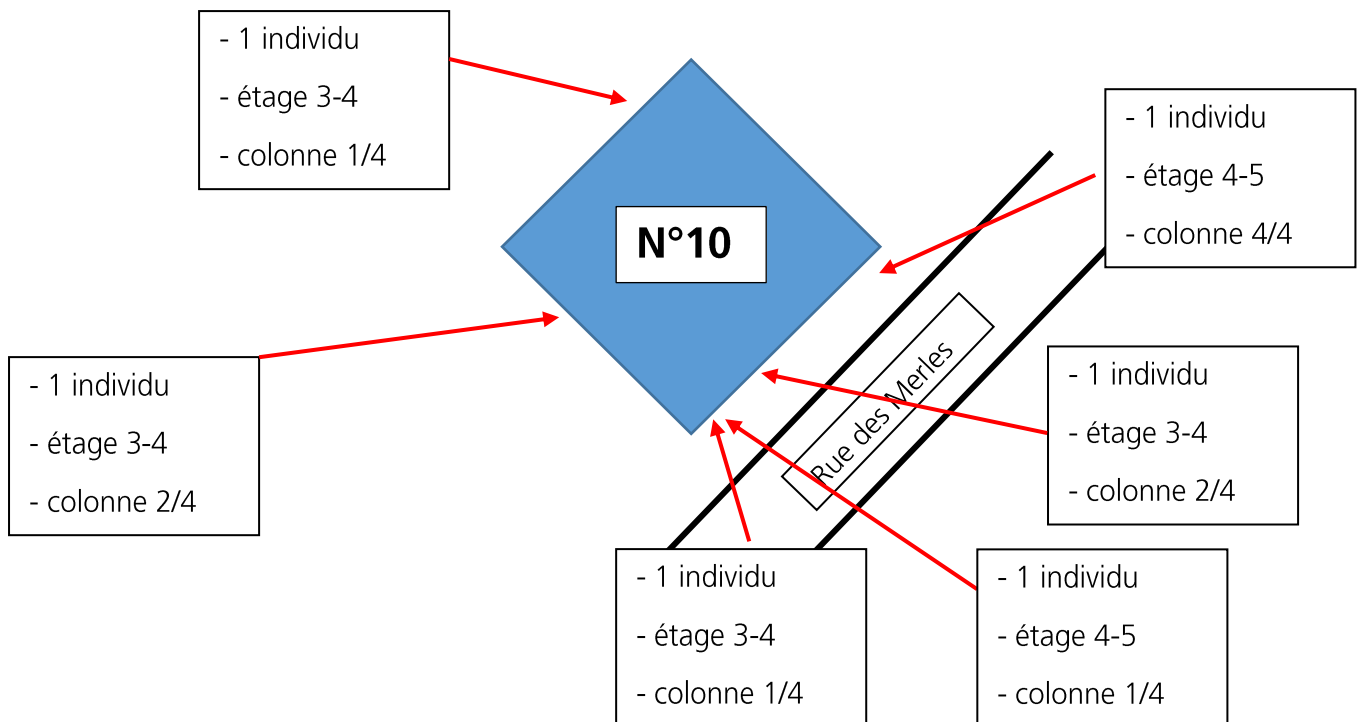 - 1 individu
- étage 3-4
- colonne 1/4
- 1 individu
- étage 4-5
- colonne 4/4
N°10
Rue des Merles
- 1 individu
- étage 3-4
- colonne 2/4
- 1 individu
- étage 3-4
- colonne 2/4
- 1 individu
- étage 3-4
- colonne 1/4
- 1 individu
- étage 4-5
- colonne 1/4